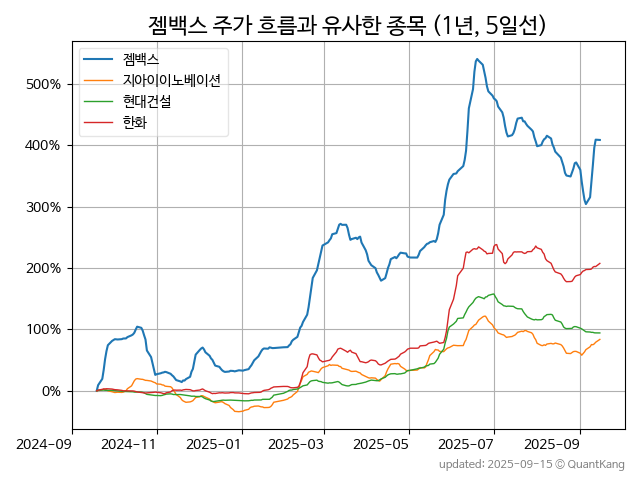 젬백스 주가 흐름과 유사한 종목 (1년, 5일선)
젬백스
지아이이노베이션
현대건설
한화
500%
400%
300%
200%
100%
0%
2024-09 2024-11 2025-01 2025-03 2025-05 2025-07 2025-09
updated: 2025-09-15 © QuantKang